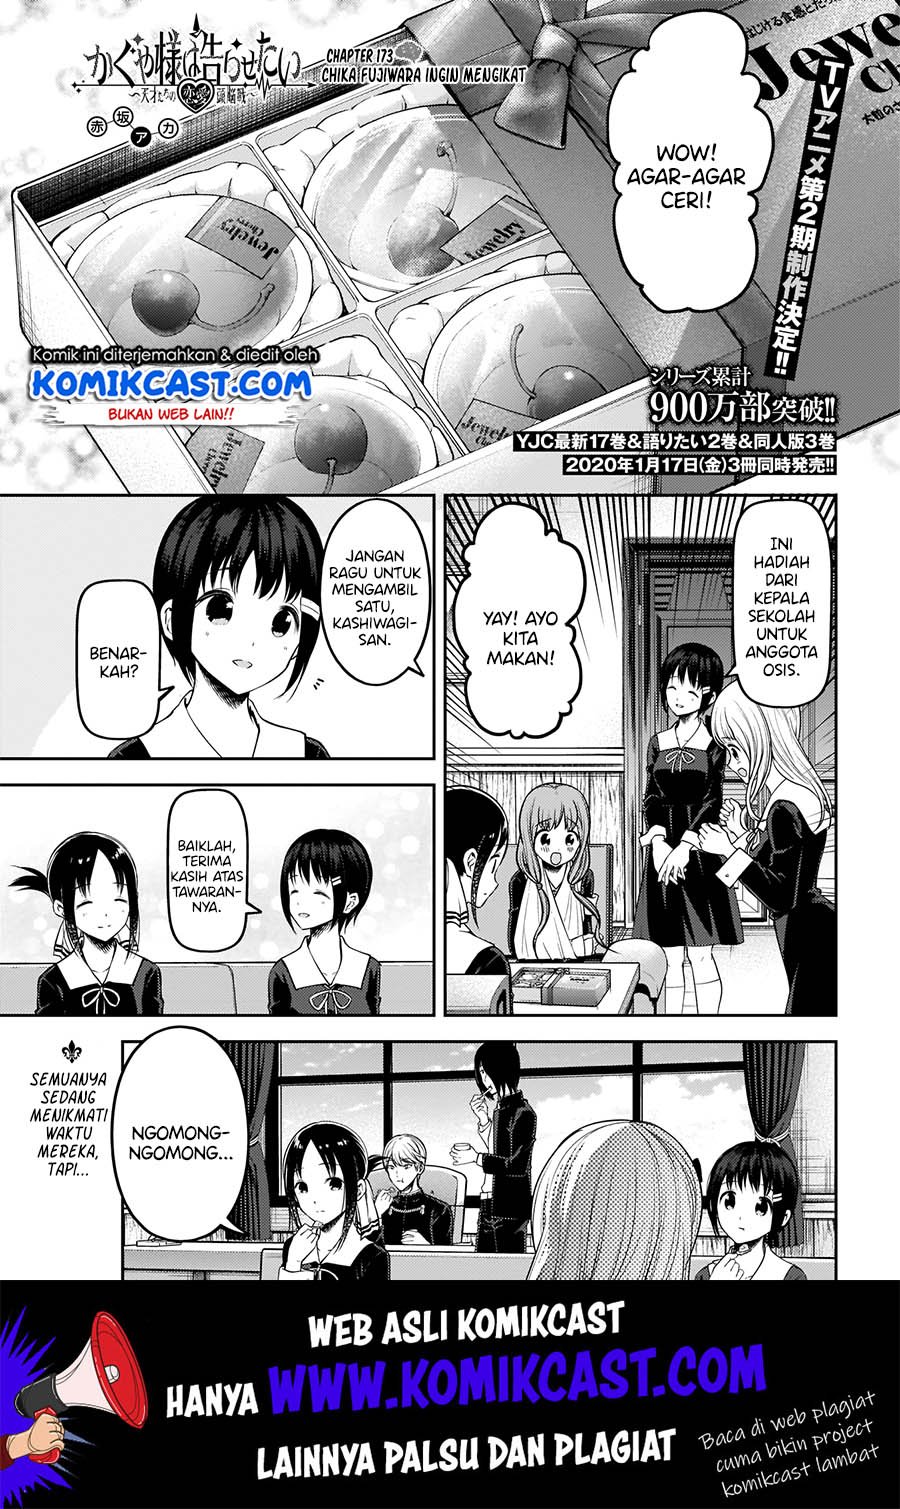 かぐや様は告らせたい
～天才たちの恋愛頭脳戦～
赤坂アカ
CHAPTER 173
CHIKA FUJIWARA INGIN MENGIKAT
Jewel
Che
TVアニメ第2期制作決定!!
WOW!
AGAR-AGAR
CERI!
Jewelry
Jewelry
Komik ini diterjemahkan & diedit oleh
KOMIKCAST.COM
BUKAN WEB LAIN!!
シリーズ累計
900万部突破!!
YJC最新17巻&語りたい2巻&同人版3巻
2020年1月17日(金)3冊同時発売!!
INI
HADIAH
DARI
KEPALA
SEKOLAH
UNTUK
ANGGOTA
OSIS.
YAY! AYO
KITA
MAKAN!
JANGAN
RAGU UNTUK
MENGAMBIL
SATU,
KASHIWAGI-
SAN.
BENAR-
KAH?
BAIKLAH,
TERIMA
KASIH ATAS
TAWARAN-
NYA.
SEMUANYA
SEDANG
MENIKMATI
WAKTU
MEREKA,
TAPI...
NGOMONG-
NGOMONG...
WEB ASLI KOMIKCAST
HANYA WWW.KOMIKCAST.COM
LAINNYA PALSU DAN PLAGIAT
Baca di web plagiat
cuma bikin project
komikcast lambat